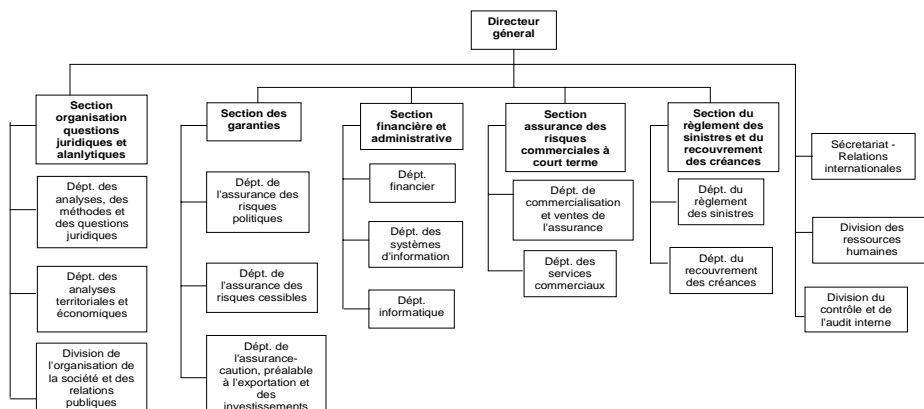 Directeur
géneral
Section
organisation
questions
juridiques et
alanlytiques
Dépt. des
analyses, des
méthodes et
des questions
juridiques
Dépt. des
analyses
territoriales et
économiques
Division de
l'organisation de
la société et des
relations
publiques
Section des
garanties
Dépt. de
l'assurance des
risques
politiques
Dépt. de
l'assurance des
risques cessibles
Dépt. de
l'assurance-
caution, préalable
à l'exportation et
des
investissements
Section
financière et
administrative
Dépt.
financier
Dépt. des
systèmes
d'information
Dépt.
informatique
Section
assurance des
risques
commerciales à
court terme
Dépt. de
commercialisation
et ventes de
l'assurance
Dépt. des
services
commerciaux
Section du
règlement des
sinistres et du
recouvrement
des créances
Dépt. du
règlement
des sinistres
Dépt. du
recouvrement
des créances
Sécretariat -
Relations
internationales
Division des
ressources
humaines
Division du
contrôle et de
l'audit interne